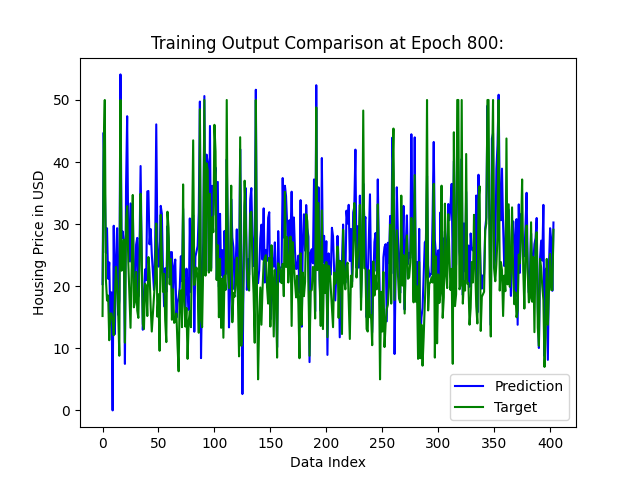 Training Output Comparison at Epoch 800:
Housing Price in USD
50
40
30
20
10
0
0 50 100 150 200 250 300 350 400
Data Index
Prediction
Target